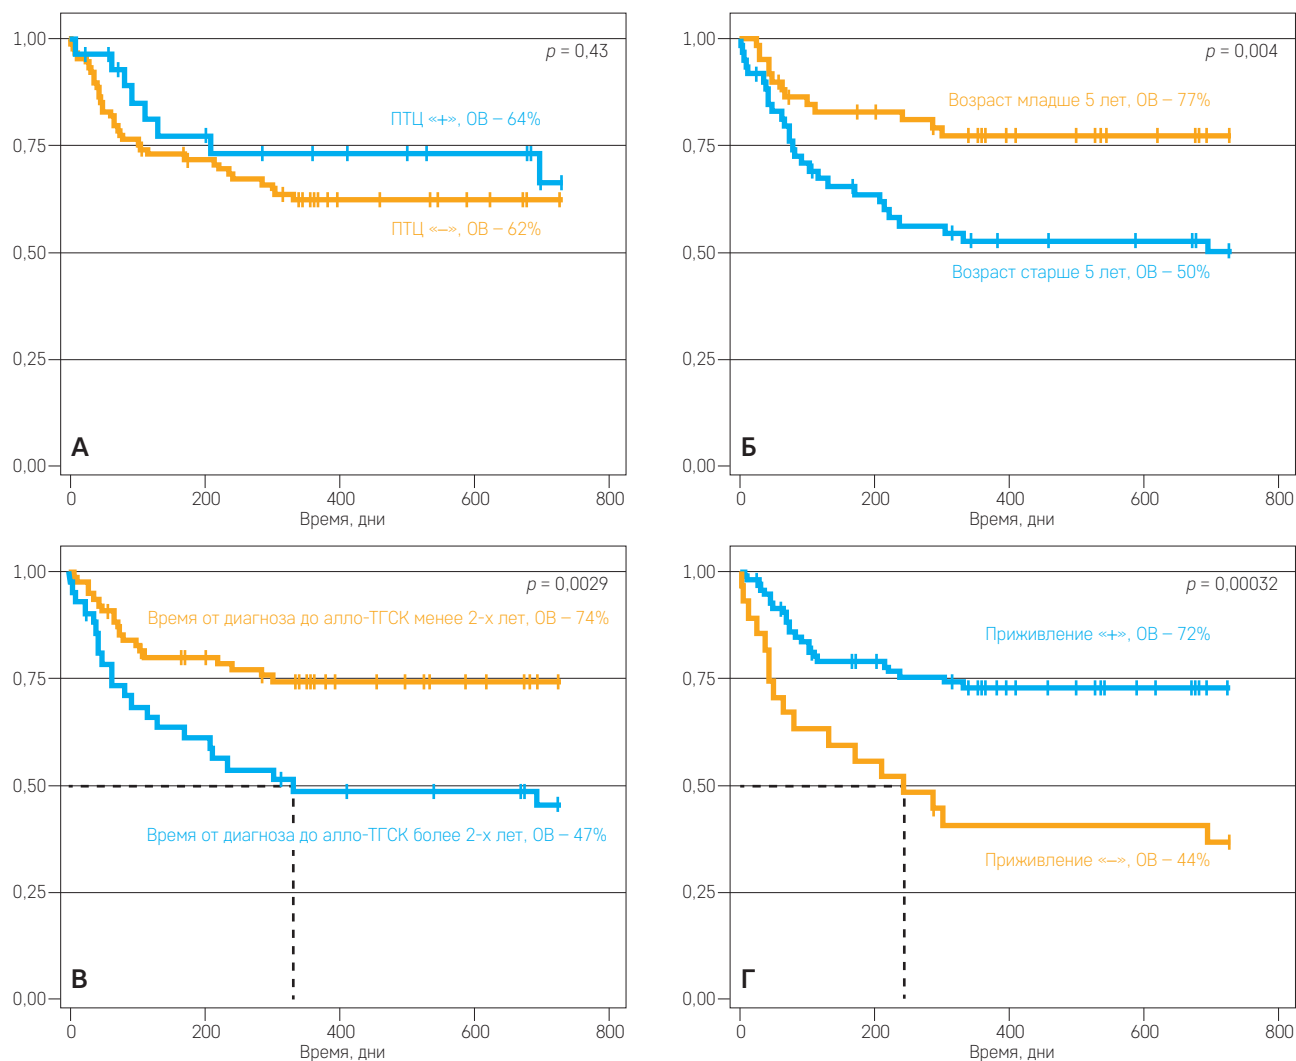 1,00
p = 0,43
ПТЦ «+», ОВ – 64%
0,75
ПТЦ «–», ОВ – 62%
0,50
0,25
А
0,00
0 200 400 600 800
Время, дни
1,00
p = 0,004
Возраст младше 5 лет, ОВ – 77%
0,75
0,50
Возраст старше 5 лет, ОВ – 50%
0,25
Б
0,00
0 200 400 600 800
Время, дни
1,00
p = 0,0029
Время от диагноза до алло-ТГСК менее 2-х лет, ОВ – 74%
0,75
0,50
Время от диагноза до алло-ТГСК более 2-х лет, ОВ – 47%
0,25
В
0,00
0 200 400 600 800
Время, дни
1,00
p = 0,00032
Приживление «+», ОВ – 72%
0,75
0,50
Приживление «–», ОВ – 44%
0,25
Г
0,00
0 200 400 600 800
Время, дни